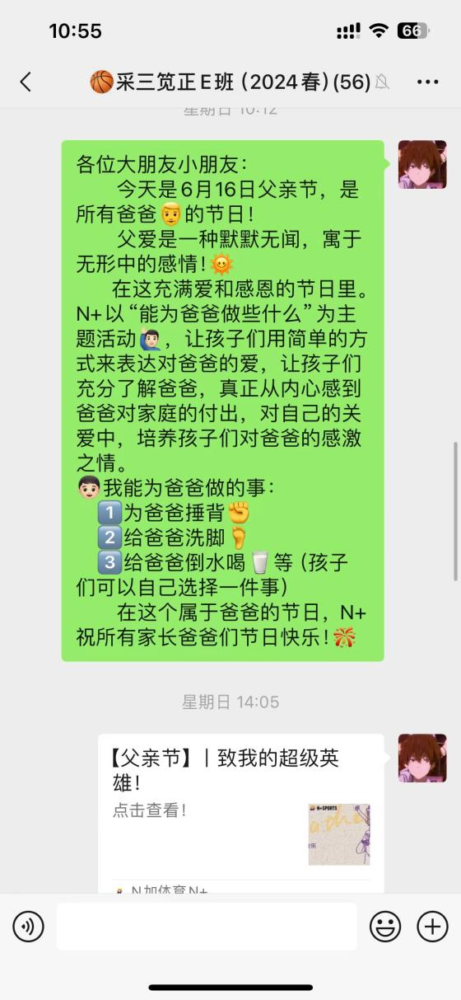 10:55
66
🏀采三笕正E班（2024春）(56)
星期日 10:12
各位大朋友小朋友：
今天是6月16日父亲节，是
所有爸爸👨的节日！
父爱是一种默默无闻，寓于
无形中的感情！🌞
在这充满爱和感恩的节日里。
N+以“能为爸爸做些什么”为主
题活动🙋🏻‍♂️，让孩子们用简单的方
式来表达对爸爸的爱，让孩子们
充分了解爸爸，真正从内心感到
爸爸对家庭的付出，对自己的关
爱中，培养孩子们对爸爸的感激
之情。
👦🏻我能为爸爸做的事：
1️⃣为爸爸捶背✊
2️⃣给爸爸洗脚🦶
3️⃣给爸爸倒水喝🥛等（孩子
们可以自己选择一件事）
在这个属于爸爸的节日，N+
祝所有家长爸爸们节日快乐！🎊
星期日 14:05
【父亲节】丨致我的超级英
雄！
点击查看！
N+SPORTS
N加体育N+